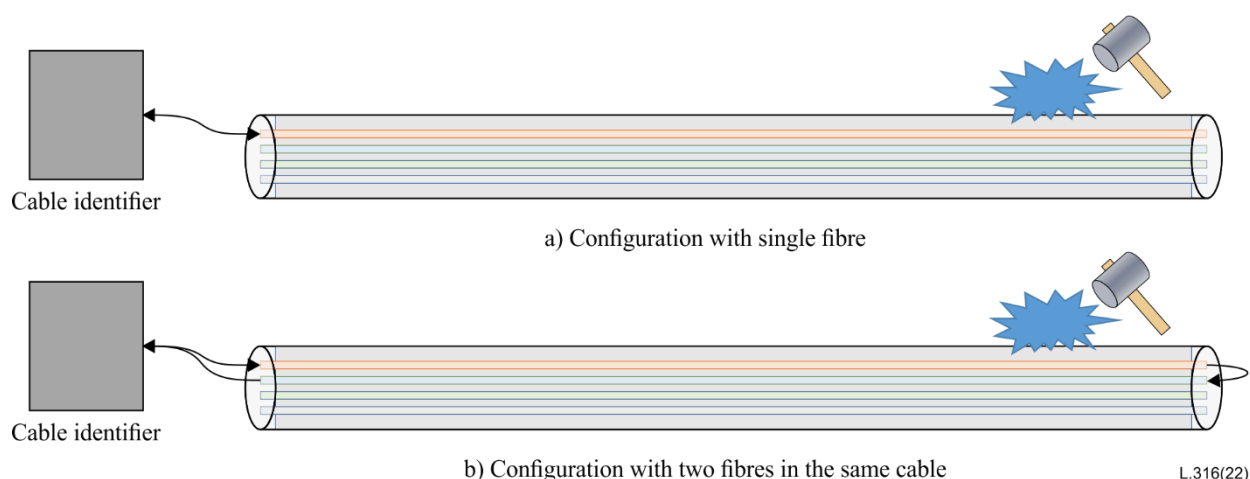 Cable identifier
a) Configuration with single fibre
Cable identifier
b) Configuration with two fibres in the same cable
L.316(22)